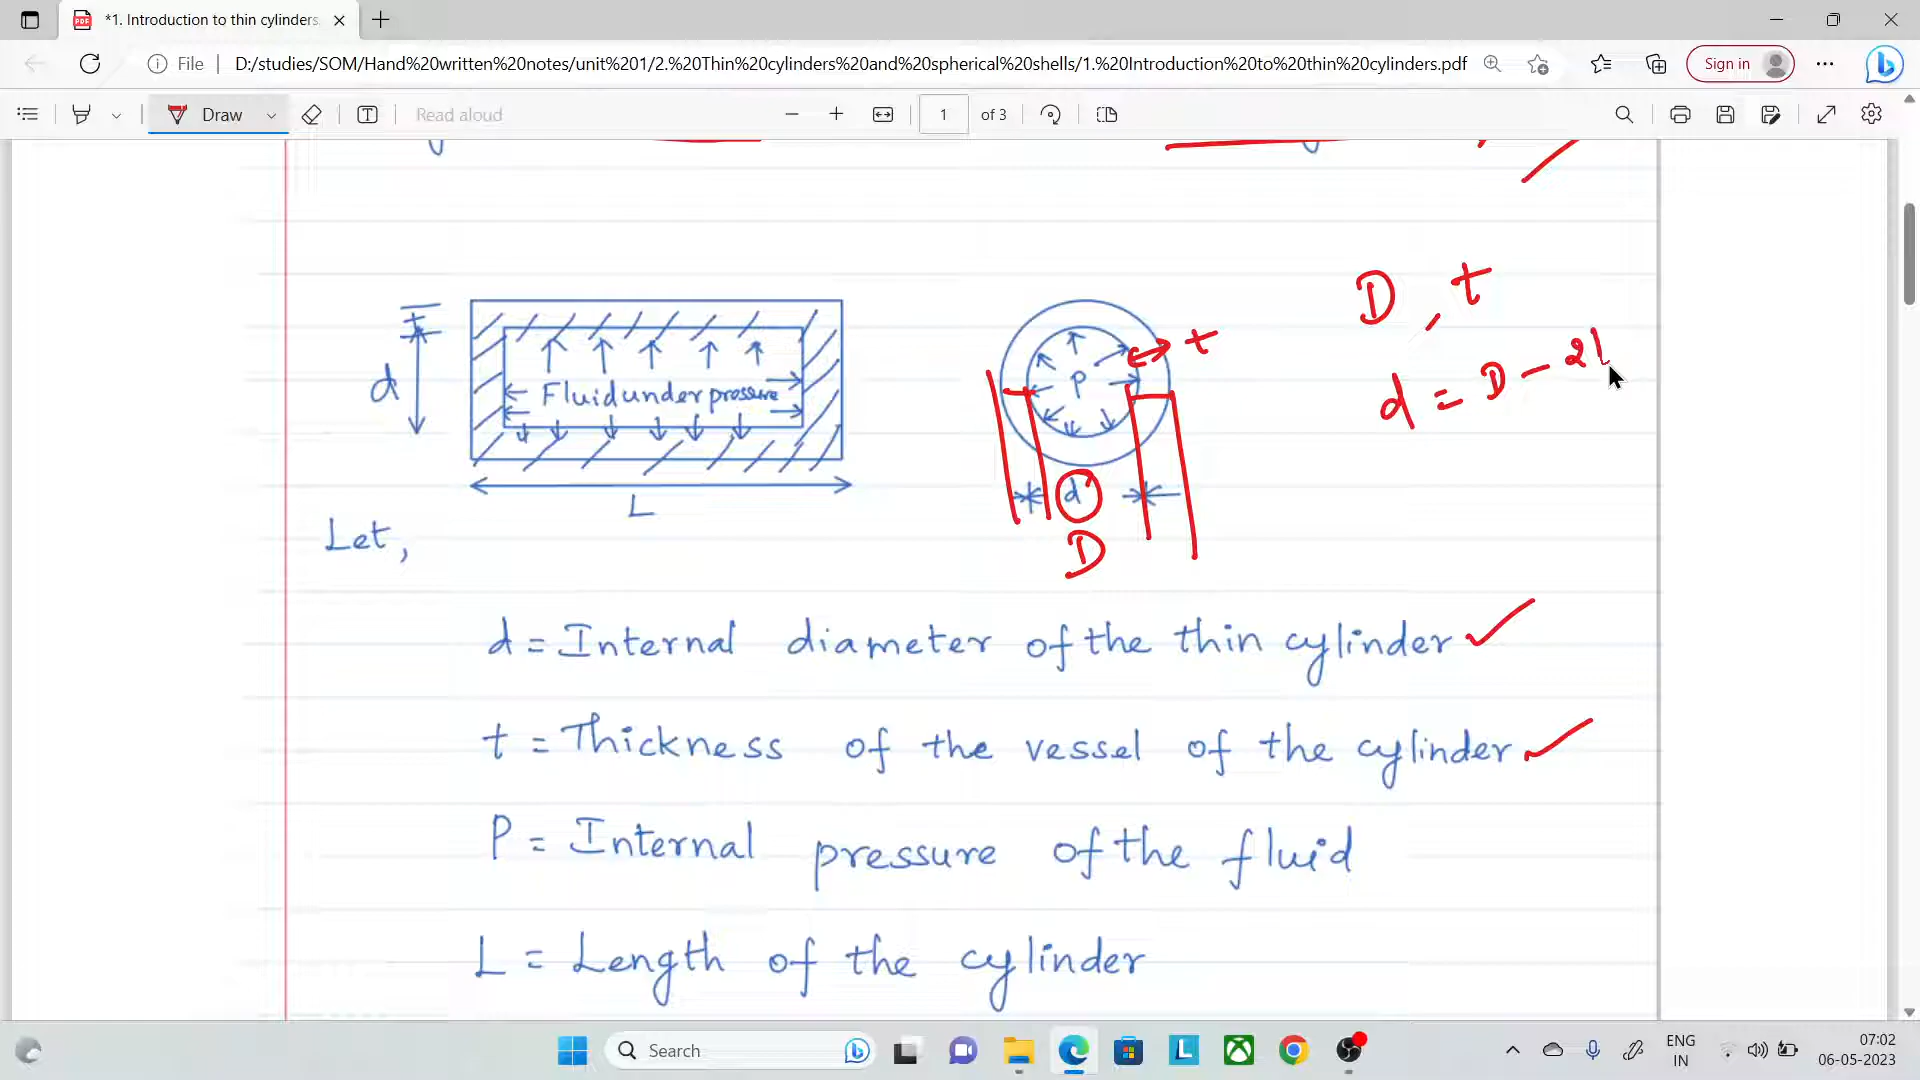 *1. Introduction to thin cylinders.
File
D:/studies/SOM/Hand%20written%20notes/unit%201/2.%20Thin%20cylinders%20and%20spherical%20shells/1.%20Introduction%20to%20thin%20cylinders.pdf
Sign in
Draw
Read aloud
1 of 3
D, t
t
t
d = D - 2
d
P
Fluid under pressure
d
L
D
Let,
d = Internal diameter of the thin cylinder
t = Thickness of the vessel of the cylinder
P = Internal pressure of the fluid
L = Length of the cylinder
Search
ENG
IN
07:02
06-05-2023